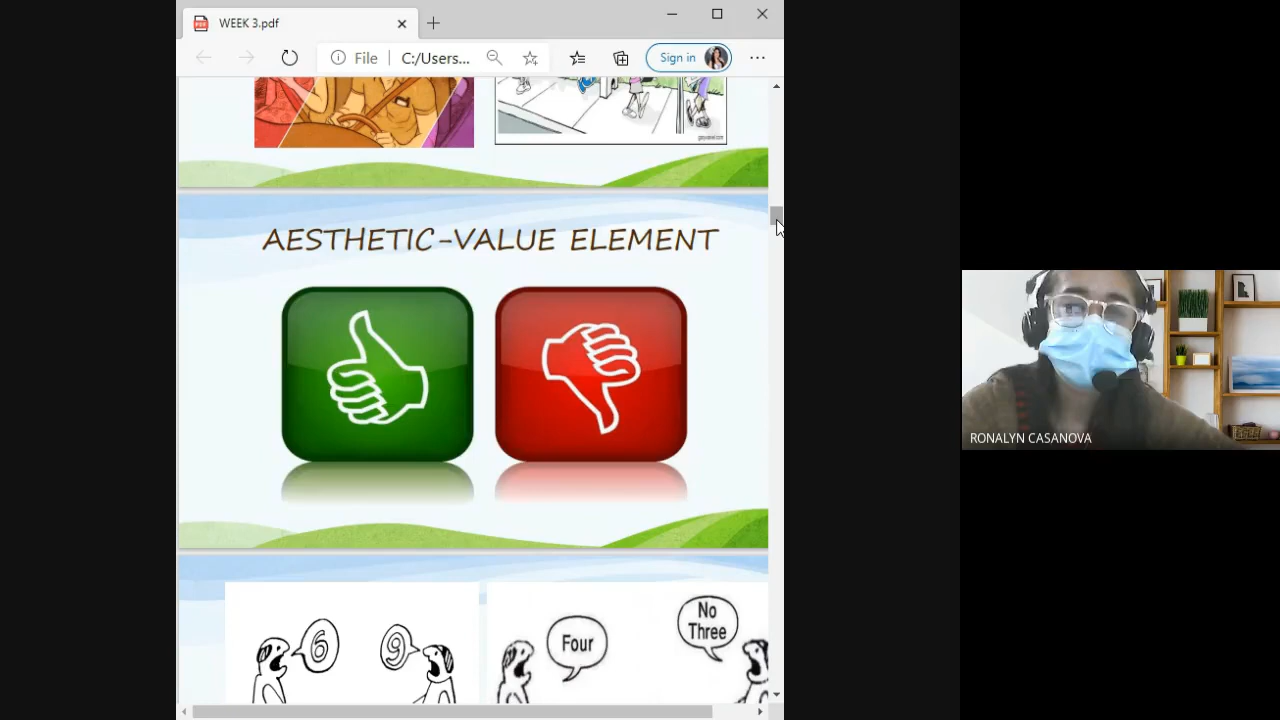 WEEK 3.pdf
File
C:/Users...
Sign in
AESTHETIC-VALUE ELEMENT
6
9
Four
No
Three
RONALYN CASANOVA